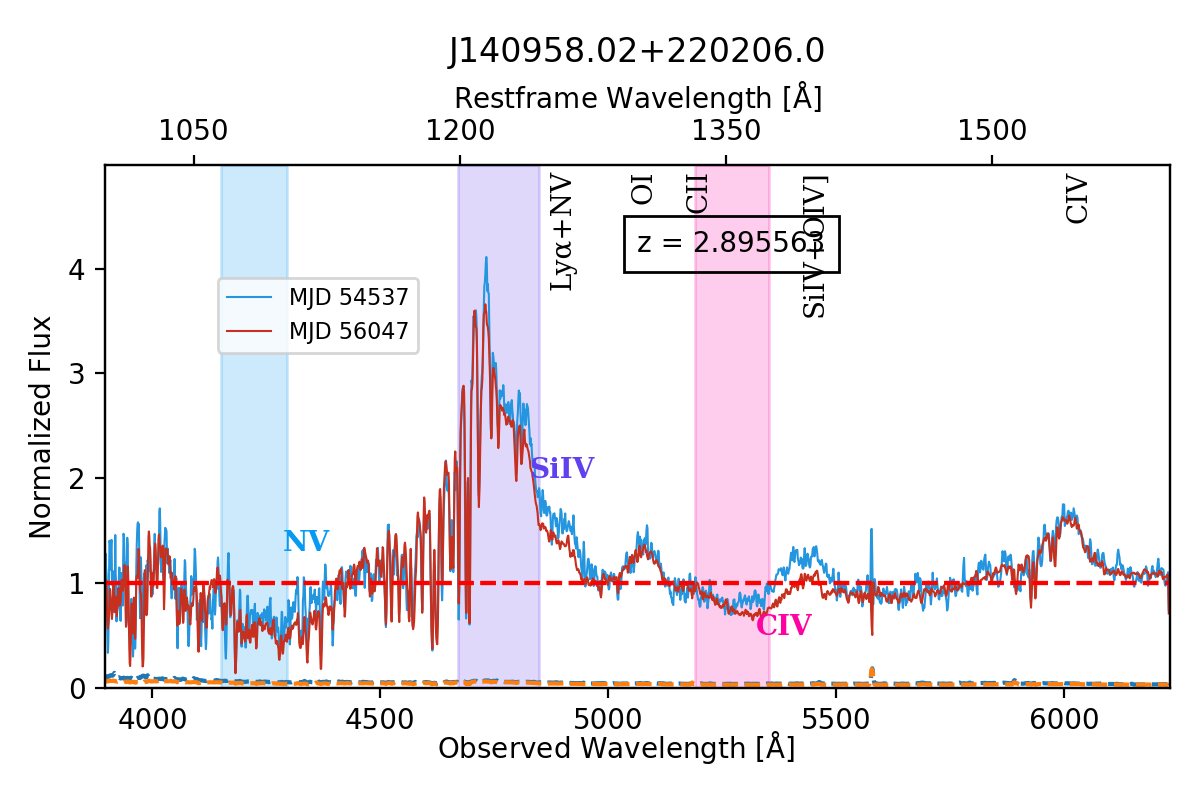 J140958.02+220206.0
Restframe Wavelength [Å]
1050 1200 1350 1500
Lyα+NV
OI
CII
SiIV+OIV]
CIV
z = 2.895563
MJD 54537
MJD 56047
SiIV
NV
CIV
Normalized Flux
4
3
2
1
0
4000 4500 5000 5500 6000
Observed Wavelength [Å]